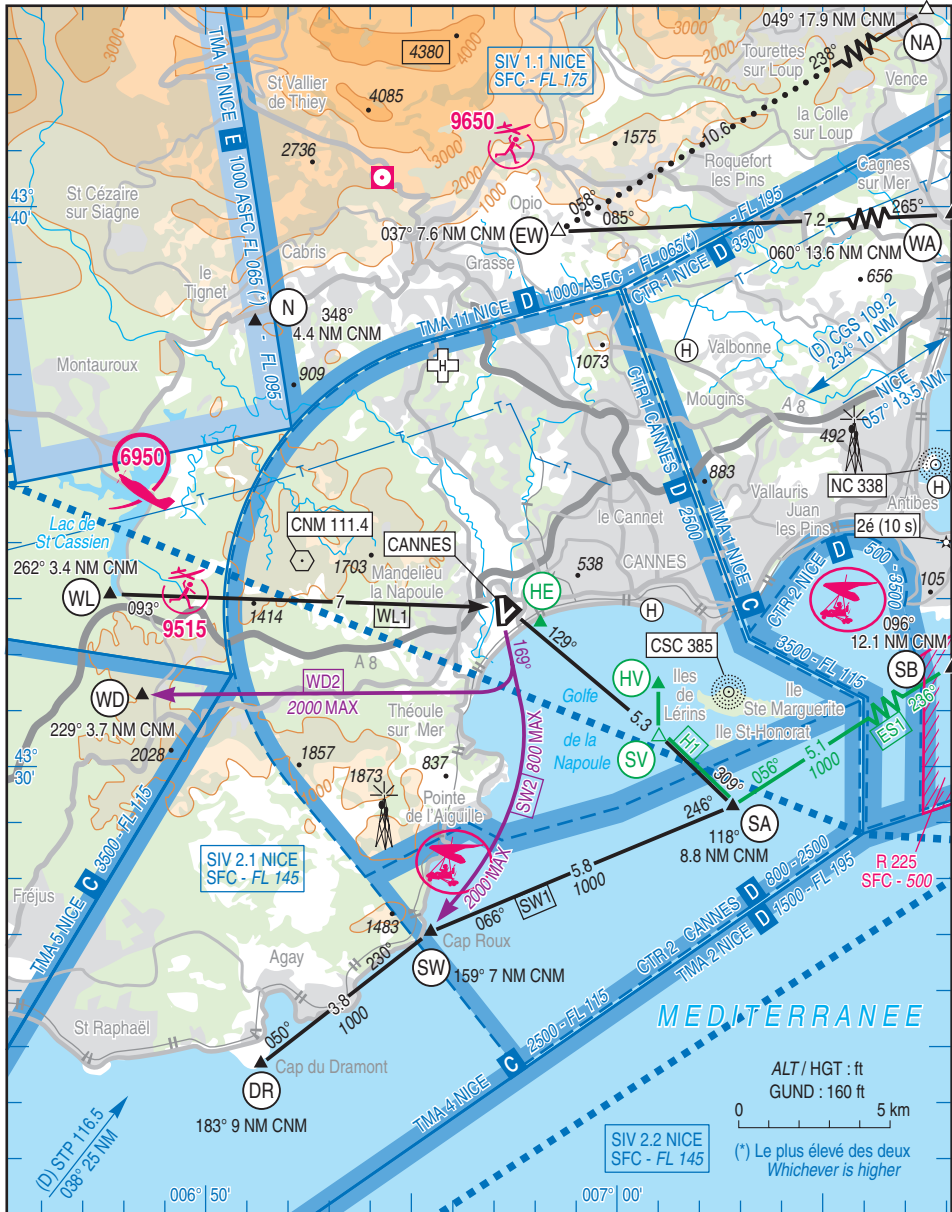 049° 17.9 NM CNM
NA
TMA 10 NICE E 1000 ASFC FL 065 (*) - FL 095
3000
4380
4000
SIV 1.1 NICE
SFC - FL 175
238°
Tourettes
sur Loup
2000
1000
Vence
St Vallier
de Thiey
4085
9650
3000
2000
1000
1575
10.6
la Colle
sur Loup
2736
Roquefort
les Pins
Cagnes
sur Mer
St Cézaire
sur Siagne
43°
40'
Opio
058°
085°
7.2
265°
037° 7.6 NM CNM
EW
WA
060° 13.6 NM CNM
Cabris
Grasse
TMA 11 NICE D 1000 ASFC - FL 065(*) - FL 195
CTR 1 NICE D 3500
656
le
Tignet
N
348°
4.4 NM CNM
(D) CGS 109.2
234° 10 NM
Montauroux
909
H
1073
H
Valbonne
NICE
057° 13.5 NM
Mougins
A 8
CTR 1 CANNES D 2500
TMA 1 NICE C
6950
492
883
NC 338
H
Vallauris
Juan
les Pins
Antibes
Lac de
St Cassien
CNM 111.4
CANNES
le Cannet
2é (10 s)
1703
Mandelieu
la Napoule
538
CANNES
CTR 2 NICE D 500 - 3500
262° 3.4 NM CNM
WL
093°
9515
7
WL1
1414
HE
129°
H
105
096°
12.1 NM CNM
CSC 385
3500 - FL 115
SB
236°
A 8
169°
WD
WD2
2000 MAX
229° 3.7 NM CNM
Théoule
sur Mer
Golfe
de la
Napoule
5.3
HV
SV
Iles
de
Lérins
Ile
Ste Marguerite
Ile St-Honorat
ES1
5.1
1000
056°
H1
309°
2028
43°
30'
1857
1873
837
SW2 800 MAX
246°
SA
118°
8.8 NM CNM
Pointe
de l'Aiguille
SIV 2.1 NICE
SFC - FL 145
2000 MAX
5.8
1000
R 225
SFC - 500
Fréjus
TMA 5 NICE C 3500 - FL 115
1483
066°
SW1
CTR 2 CANNES D 800 - 2500
TMA 2 NICE D 1500 - FL 195
Cap Roux
Agay
230°
SW
159° 7 NM CNM
3.8
1000
St Raphaël
050°
Cap du Dramont
DR
183° 9 NM CNM
MEDITERRANEE
TMA 4 NICE C 2500 - FL 115
ALT / HGT : ft
GUND : 160 ft
0 5 km
(D) STP 116.5
038° 25 NM
SIV 2.2 NICE
SFC - FL 145
(*) Le plus élevé des deux
Whichever is higher
006° 50'
007° 00'